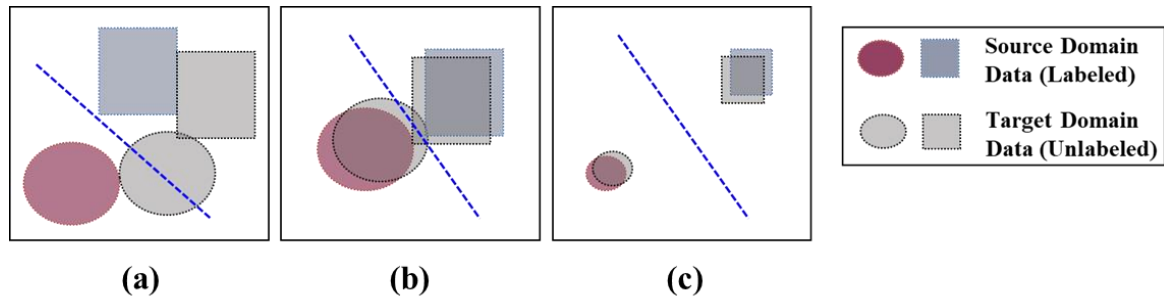 Source Domain
Data (Labeled)
Target Domain
Data (Unlabeled)
(a)
(b)
(c)